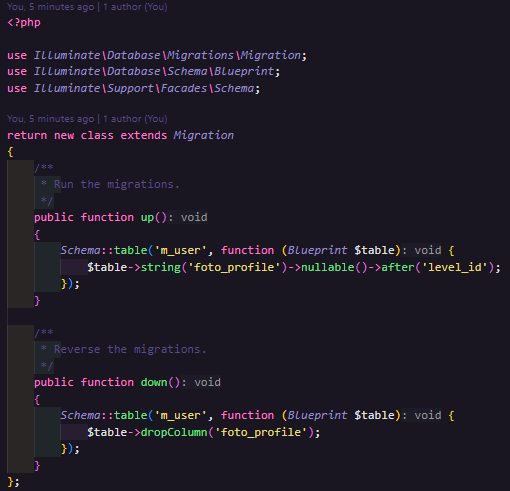 You, 5 minutes ago | 1 author (You)
<?php
use Illuminate\Database\Migrations\Migration;
use Illuminate\Database\Schema\Blueprint;
use Illuminate\Support\Facades\Schema;
You, 5 minutes ago | 1 author (You)
return new class extends Migration
{
    /**
     * Run the migrations.
     */
    public function up(): void
    {
        Schema::table('m_user', function (Blueprint $table): void {
            $table->string('foto_profile')->nullable()->after('level_id');
        });
    }
    /**
     * Reverse the migrations.
     */
    public function down(): void
    {
        Schema::table('m_user', function (Blueprint $table): void {
            $table->dropColumn('foto_profile');
        });
    }
};